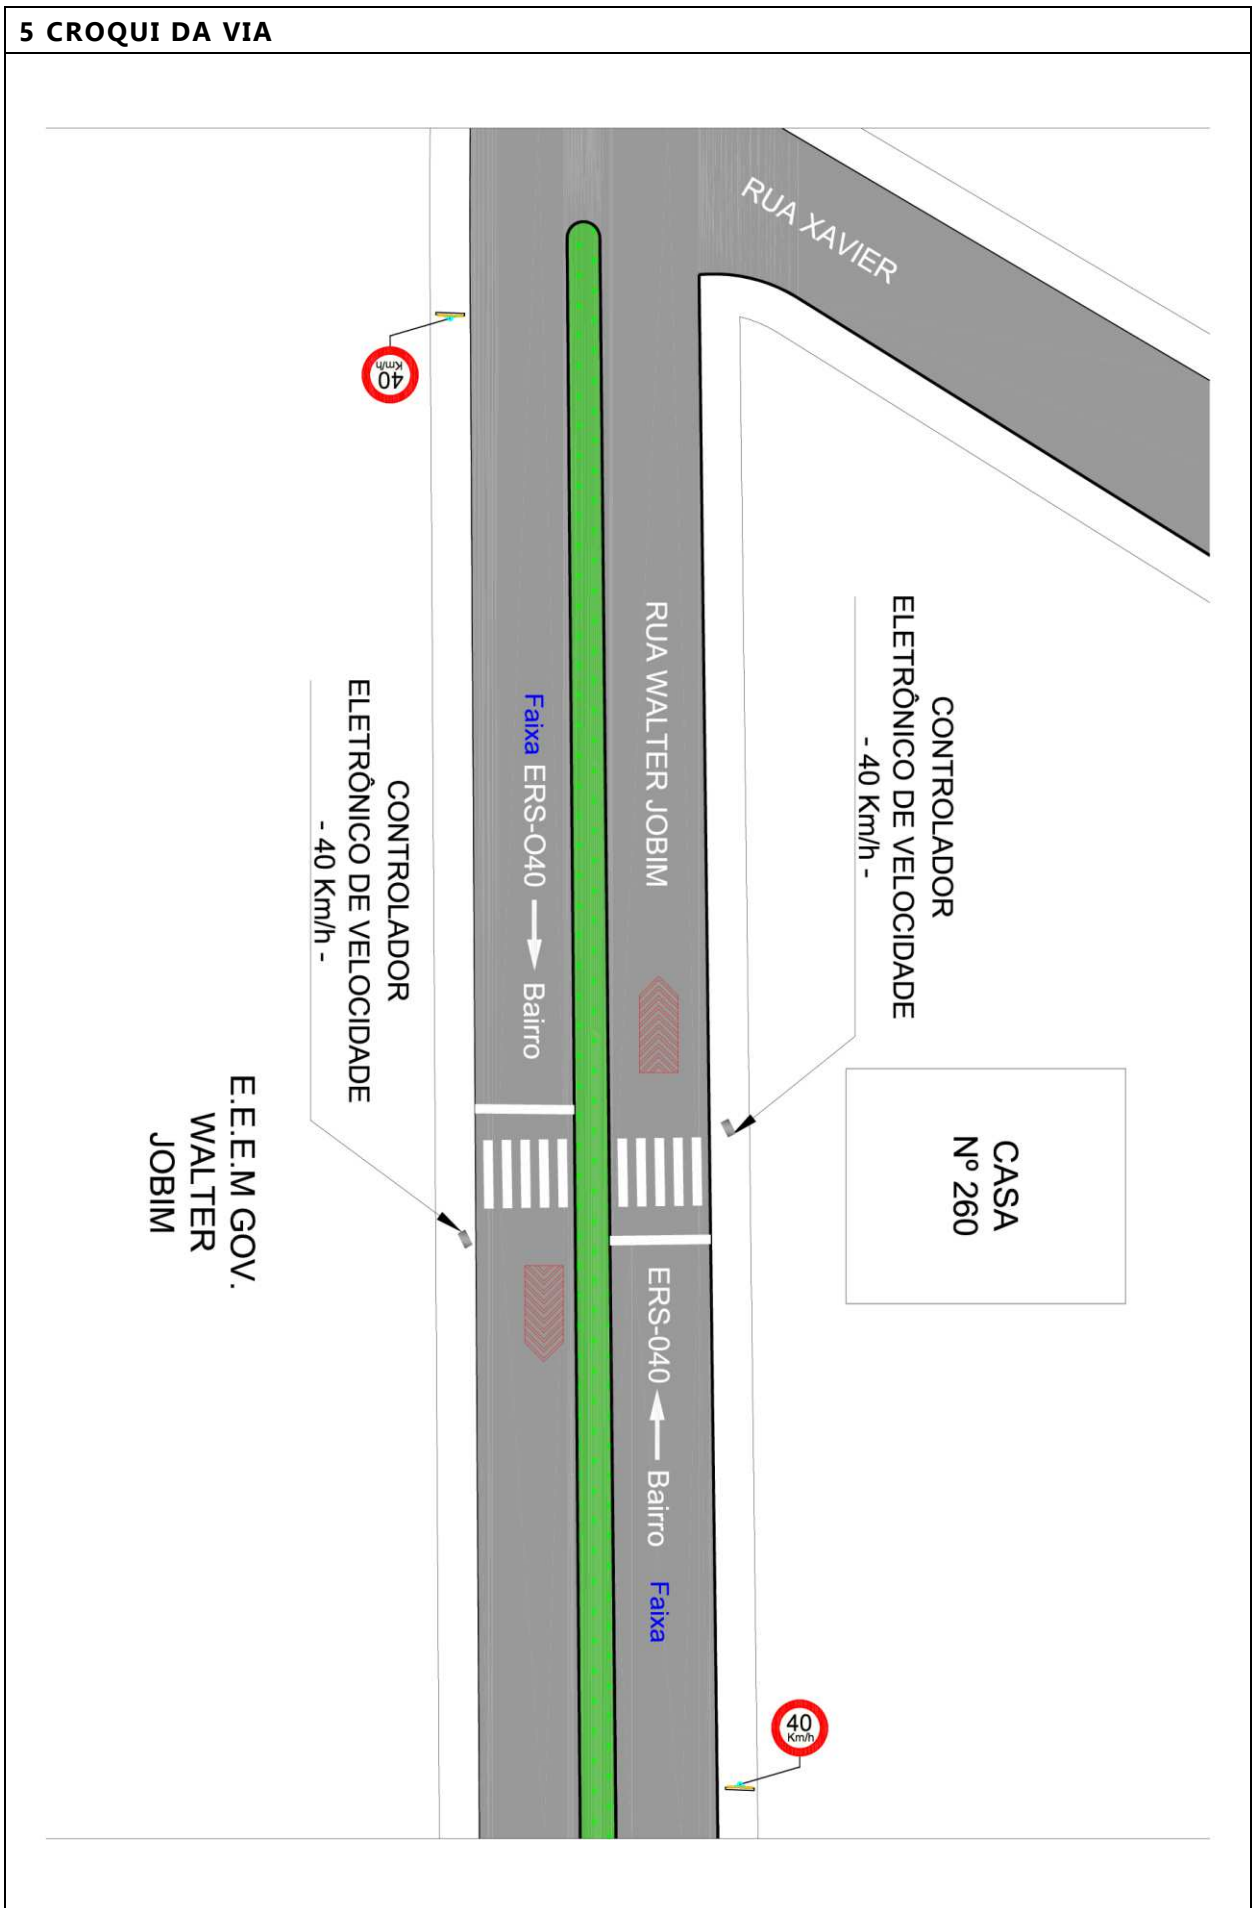 5 CROQUI DA VIA
RUA XAVIER
40
Km/h
RUA WALTER JOBIM
CONTROLADOR
ELETRÔNICO DE VELOCIDADE
- 40 Km/h -
Faixa ERS-O40 Bairro
CONTROLADOR
ELETRÔNICO DE VELOCIDADE
- 40 Km/h -
CASA
Nº 260
E.E.E.M GOV.
WALTER
JOBIM
ERS-040 Bairro Faixa
40
Km/h